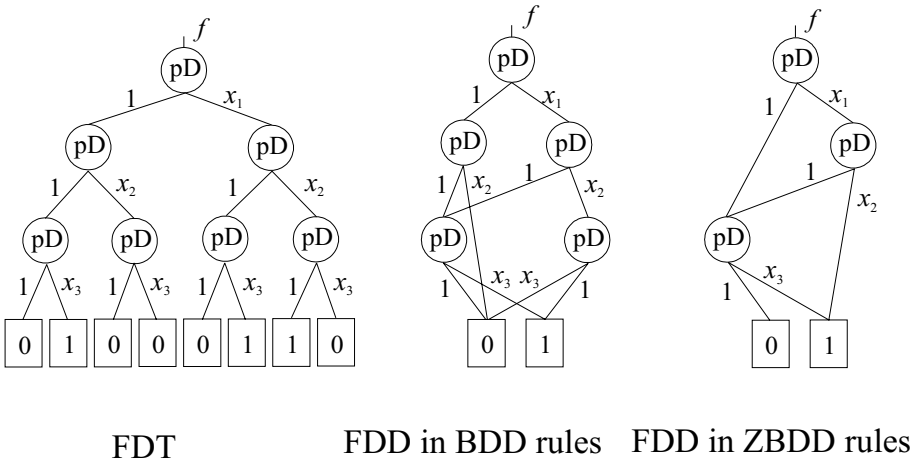 f f f
pD pD pD
1 x1 1 x1 1 x1
pD pD pD pD pD
1 x2 1 x2 1 x2 1 x2 1 x2
pD pD pD pD pD pD pD
1 x3 1 x3 1 x3 1 x3 1 x3 x3 1 1 x3
0 1 0 0 0 1 1 0 0 1 0 1
FDT FDD in BDD rules FDD in ZBDD rules